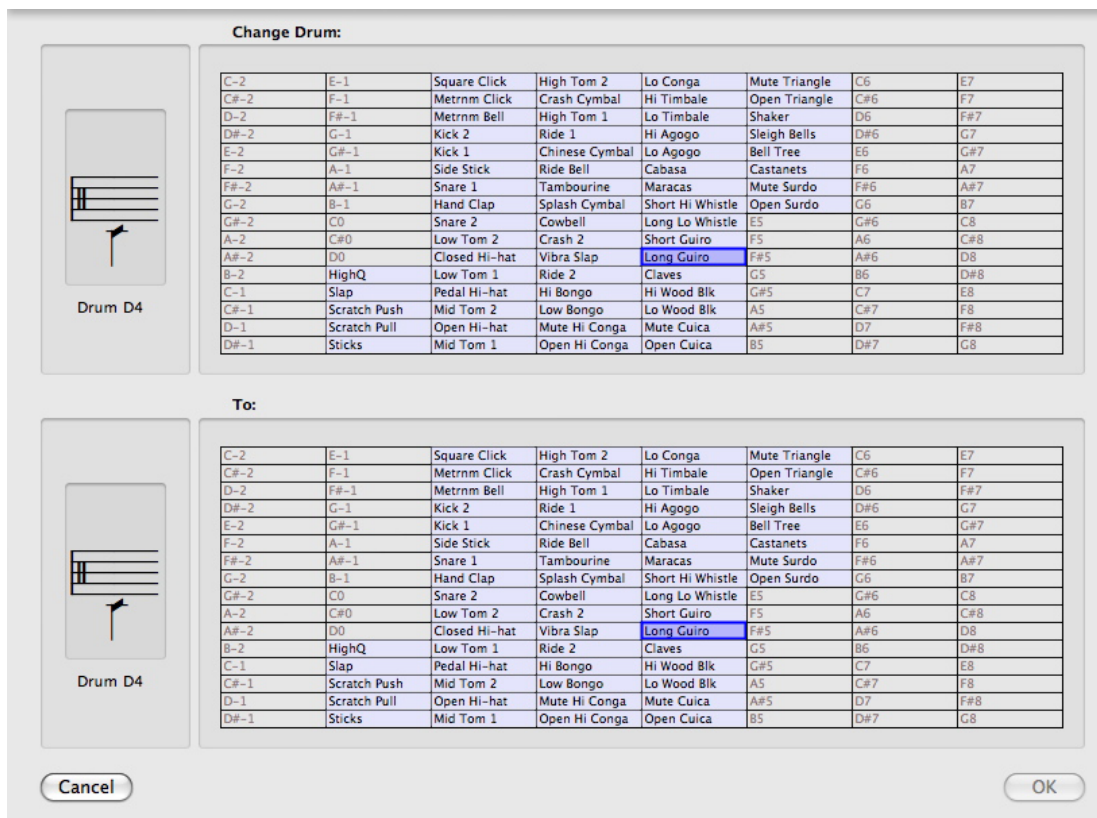 Change Drum:
C-2 E-1 Square Click High Tom 2 Lo Conga Mute Triangle C6 E7
C#-2 F-1 Metrnm Click Crash Cymbal Hi Timbale Open Triangle C#6 F7
D-2 F#-1 Metrnm Bell High Tom 1 Lo Timbale Shaker D6 F#7
D#-2 G-1 Kick 2 Ride 1 Hi Agogo Sleigh Bells D#6 G7
E-2 G#-1 Kick 1 Chinese Cymbal Lo Agogo Bell Tree E6 G#7
F-2 A-1 Side Stick Ride Bell Cabasa Castanets F6 A7
F#-2 A#-1 Snare 1 Tambourine Maracas Mute Surdo F#6 A#7
G-2 B-1 Hand Clap Splash Cymbal Short Hi Whistle Open Surdo G6 B7
G#-2 C0 Snare 2 Cowbell Long Lo Whistle E5 G#6 C8
A-2 C#0 Low Tom 2 Crash 2 Short Guiro F5 A6 C#8
A#-2 D0 Closed Hi-hat Vibra Slap Long Guiro F#5 A#6 D8
B-2 HighQ Low Tom 1 Ride 2 Claves G5 B6 D#8
C-1 Slap Pedal Hi-hat Hi Bongo Hi Wood Blk G#5 C7 E8
C#-1 Scratch Push Mid Tom 2 Low Bongo Lo Wood Blk A5 C#7 F8
D-1 Scratch Pull Open Hi-hat Mute Hi Conga Mute Cuica A#5 D7 F#8
D#-1 Sticks Mid Tom 1 Open Hi Conga Open Cuica B5 D#7 G8
Drum D4
To:
C-2 E-1 Square Click High Tom 2 Lo Conga Mute Triangle C6 E7
C#-2 F-1 Metrnm Click Crash Cymbal Hi Timbale Open Triangle C#6 F7
D-2 F#-1 Metrnm Bell High Tom 1 Lo Timbale Shaker D6 F#7
D#-2 G-1 Kick 2 Ride 1 Hi Agogo Sleigh Bells D#6 G7
E-2 G#-1 Kick 1 Chinese Cymbal Lo Agogo Bell Tree E6 G#7
F-2 A-1 Side Stick Ride Bell Cabasa Castanets F6 A7
F#-2 A#-1 Snare 1 Tambourine Maracas Mute Surdo F#6 A#7
G-2 B-1 Hand Clap Splash Cymbal Short Hi Whistle Open Surdo G6 B7
G#-2 C0 Snare 2 Cowbell Long Lo Whistle E5 G#6 C8
A-2 C#0 Low Tom 2 Crash 2 Short Guiro F5 A6 C#8
A#-2 D0 Closed Hi-hat Vibra Slap Long Guiro F#5 A#6 D8
B-2 HighQ Low Tom 1 Ride 2 Claves G5 B6 D#8
C-1 Slap Pedal Hi-hat Hi Bongo Hi Wood Blk G#5 C7 E8
C#-1 Scratch Push Mid Tom 2 Low Bongo Lo Wood Blk A5 C#7 F8
D-1 Scratch Pull Open Hi-hat Mute Hi Conga Mute Cuica A#5 D7 F#8
D#-1 Sticks Mid Tom 1 Open Hi Conga Open Cuica B5 D#7 G8
Drum D4
Cancel OK